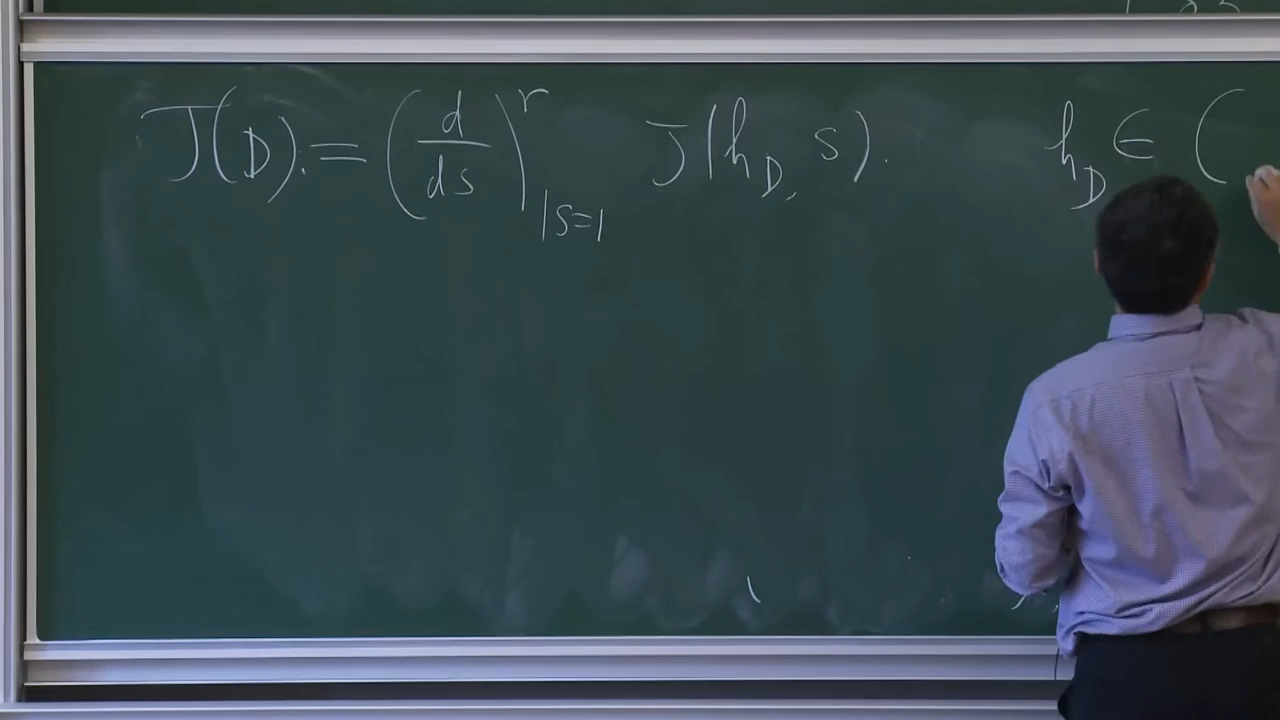 J(D) := (d/ds)^r |s=1 J(h_D, s). h_D ∈ (